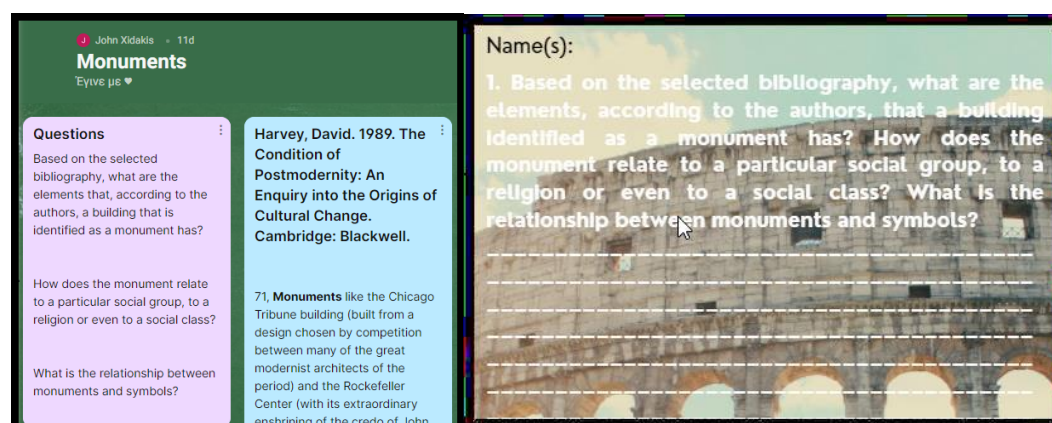 J John Xidakis • 11d
Monuments
Έγινε με ♥
Questions
Based on the selected
bibliography, what are the
elements that, according to the
authors, a building that is
identified as a monument has?
How does the monument relate
to a particular social group, to a
religion or even to a social class?
What is the relationship between
monuments and symbols?
Harvey, David. 1989. The
Condition of
Postmodernity: An
Enquiry into the Origins of
Cultural Change.
Cambridge: Blackwell.
71, Monuments like the Chicago
Tribune building (built from a
design chosen by competition
between many of the great
modernist architects of the
period) and the Rockefeller
Center (with its extraordinary
enshrining of the credo of John
Name(s):
1. Based on the selected bibliography, what are the
elements, according to the authors, that a building
identified as a monument has? How does the
monument relate to a particular social group, to a
religion or even to a social class? What is the
relationship between monuments and symbols?